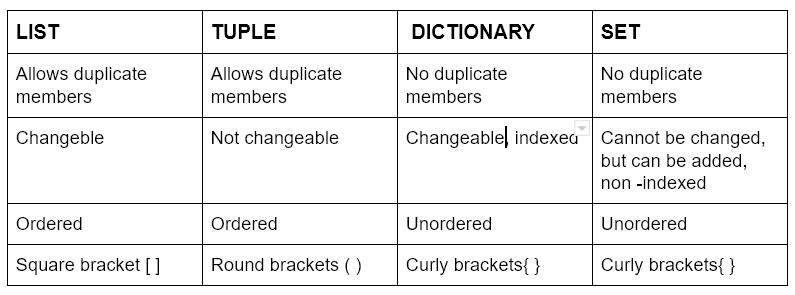 LIST TUPLE DICTIONARY SET
Allows duplicate
members
Allows duplicate
members
No duplicate
members
No duplicate
members
Changeble
Not changeable
Changeable, indexed
Cannot be changed,
but can be added,
non -indexed
Ordered
Ordered
Unordered
Unordered
Square bracket [ ]
Round brackets ( )
Curly brackets{ }
Curly brackets{ }